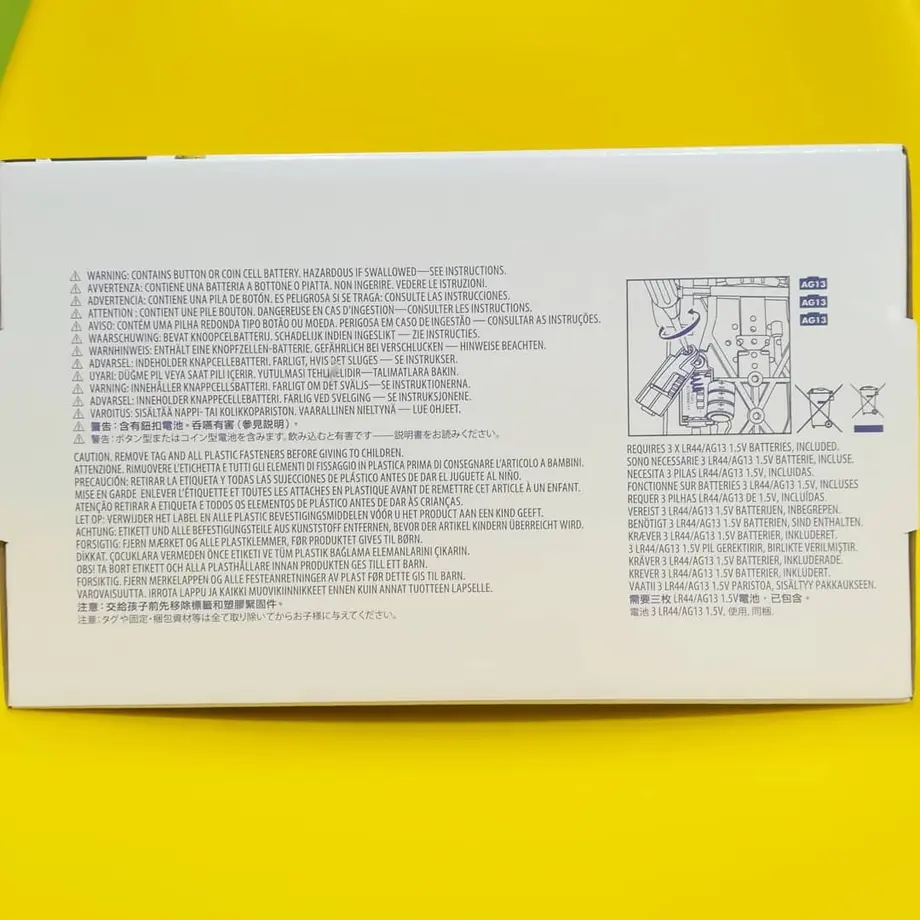 WARNING: CONTAINS BUTTON OR COIN CELL BATTERY. HAZARDOUS IF SWALLOWED—SEE INSTRUCTIONS.
AVVERTENZA: CONTIENE UNA BATTERIA A BOTTONE O PIATTA. NON INGERIRE. VEDERE LE ISTRUZIONI.
ADVERTENCIA: CONTIENE UNA PILA DE BOTÓN. ES PELIGROSA SI SE TRAGA: CONSULTE LAS INSTRUCCIONES.
ATTENTION : CONTIENT UNE PILE BOUTON. DANGEREUSE EN CAS D'INGESTION—CONSULTER LES INSTRUCTIONS.
AVISO: CONTÉM UMA PILHA REDONDA TIPO BOTÃO OU MOEDA. PERIGOSA EM CASO DE INGESTÃO — CONSULTAR AS INSTRUÇÕES.
WAARSCHUWING: BEVAT KNOOPCELBATTERIJ. SCHADELIJK INDIEN INGESLIKT — ZIE INSTRUCTIES.
WARNHINWEIS: ENTHÄLT EINE KNOPFZELLEN-BATTERIE. GEFÄHRLICH BEI VERSCHLUCKEN — HINWEISE BEACHTEN.
ADVARSEL: INDEHOLDER KNAPCELLEBATTERI. FARLIGT, HVIS DET SLUGES — SE INSTRUKSER.
UYARI: DÜĞME PİL VEYA SAAT PİLİ İÇERİR. YUTULMASI TEHLİKELİDİR—TALIMATLARA BAKIN.
VARNING: INNEHÅLLER KNAPPCELLSBATTERI. FARLIGT OM DET SVÄLJS—SE INSTRUKTIONERNA.
ADVARSEL: INNEHOLDER KNAPPECELLEBATTERI. FARLIG VED SVELGING — SE INSTRUKSJONENE.
VAROITUS: SISÄLTÄÄ NAPPI- TAI KOLIKKOPARISTON. VAARALLINEN NIELTYNÄ — LUE OHJEET.
警告：含有鈕扣電池。吞嚥有害（參見說明）。
警告：ボタン型またはコイン型電池を含みます。飲み込むと有害です——説明書をお読みください。
CAUTION. REMOVE TAG AND ALL PLASTIC FASTENERS BEFORE GIVING TO CHILDREN.
ATTENZIONE. RIMUOVERE L'ETICHETTA E TUTTI GLI ELEMENTI DI FISSAGGIO IN PLASTICA PRIMA DI CONSEGNARE L'ARTICOLO A BAMBINI.
PRECAUCIÓN: RETIRAR LA ETIQUETA Y TODAS LAS SUJECIONES DE PLÁSTICO ANTES DE DAR EL JUGUETE AL NIÑO.
MISE EN GARDE ENLEVER L'ÉTIQUETTE ET TOUTES LES ATTACHES EN PLASTIQUE AVANT DE REMETTRE CET ARTICLE À UN ENFANT.
ATENÇÃO RETIRAR A ETIQUETA E TODOS OS ELEMENTOS DE PLÁSTICO ANTES DE DAR ÀS CRIANÇAS.
LET OP: VERWIJDER HET LABEL EN ALLE PLASTIC BEVESTIGINGSMIDDELEN VÓÓR U HET PRODUCT AAN EEN KIND GEEFT.
ACHTUNG: ETIKETT UND ALLE BEFESTIGUNGSTEILE AUS KUNSTSTOFF ENTFERNEN, BEVOR DER ARTIKEL KINDERN ÜBERREICHT WIRD.
FORSIGTIG: FJERN MÆRKET OG ALLE PLASTKLEMMER, FØR PRODUKTET GIVES TIL BØRN.
DİKKAT. ÇOCUKLARA VERMEDEN ÖNCE ETİKETİ VE TÜM PLASTİK BAĞLAMA ELEMANLARINI ÇIKARIN.
OBS! TA BORT ETIKETT OCH ALLA PLASTHÅLLARE INNAN PRODUKTEN GES TILL ETT BARN.
FORSIKTIG. FJERN MERKELAPPEN OG ALLE FESTEANRETNINGER AV PLAST FØR DETTE GIS TIL BARN.
VAROVAISUUTTA. IRROTA LAPPU JA KAIKKI MUOVIKIINNIKKEET ENNEN KUIN ANNAT TUOTTEEN LAPSELLE.
注意：交給孩子前先移除標籤和塑膠緊固件。
注意：タグや固定・梱包資材等は全て取り除いてからお子様に与えてください。
AG13
AG13
AG13
REQUIRES 3 X LR44/AG13 1.5V BATTERIES, INCLUDED.
SONO NECESSARIE 3 LR44/AG13 1.5V BATTERIE, INCLUSE.
NECESITA 3 PILAS LR44/AG13 1.5V, INCLUIDAS.
FONCTIONNE SUR BATTERIES 3 LR44/AG13 1.5V, INCLUSES
REQUER 3 PILHAS LR44/AG13 DE 1.5V, INCLUÍDAS.
VEREIST 3 LR44/AG13 1.5V BATTERIJEN, INBEGREPEN.
BENÖTIGT 3 LR44/AG13 1.5V BATTERIEN, SIND ENTHALTEN.
KRÆVER 3 LR44/AG13 1.5V BATTERIER, INKLUDERET.
3 LR44/AG13 1.5V PİL GEREKTİRİR, BİRLİKTE VERİLMİŞTİR.
KRÄVER 3 LR44/AG13 1.5V BATTERIER, INKLUDERADE.
KREVER 3 LR44/AG13 1.5V BATTERIER, INKLUDERT.
VAATII 3 LR44/AG13 1.5V PARISTOA, SISÄLTYY PAKKAUKSEEN.
需要三枚 LR44/AG13 1.5V電池，已包含。
電池 3 LR44/AG13 1.5V, 使用, 同梱.